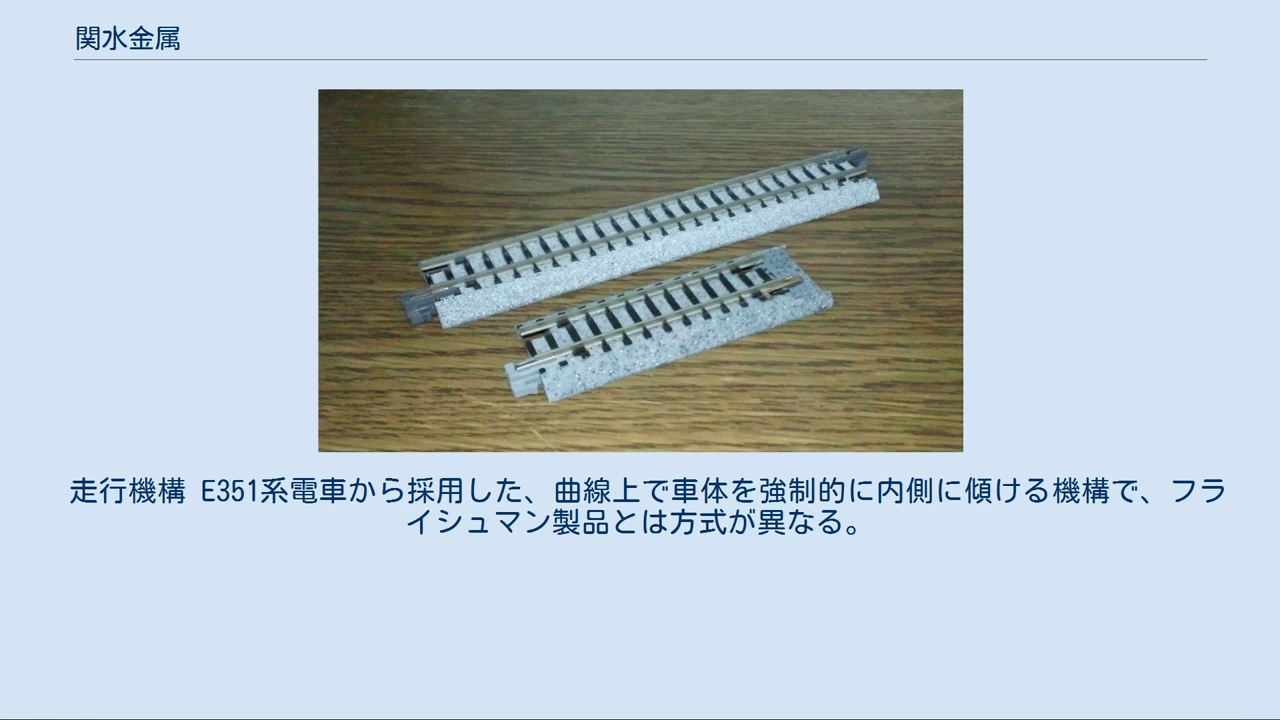 関水金属
走行機構 E351系電車から採用した、曲線上で車体を強制的に内側に傾ける機構で、フラ
イシュマン製品とは方式が異なる。